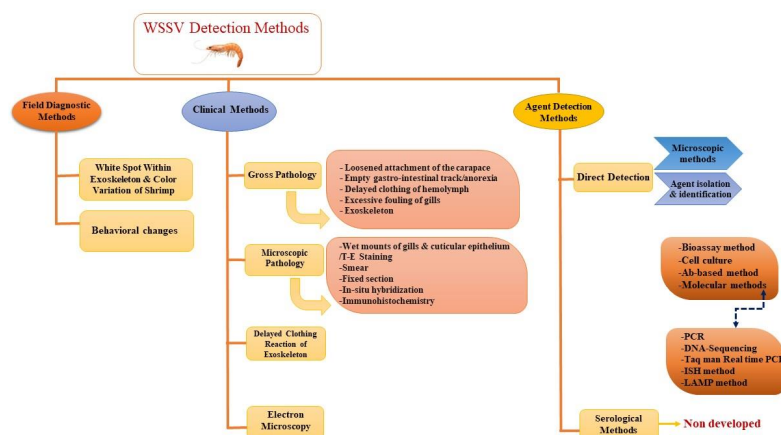 WSSV Detection Methods
Field Diagnostic
Methods
White Spot Within
Exoskeleton & Color
Variation of Shrimp
Behavioral changes
Clinical Methods
Gross Pathology
- Loosened attachment of the carapace
- Empty gastro-intestinal track/anorexia
- Delayed clothing of hemolymph
- Excessive fouling of gills
- Exoskeleton
Microscopic
Pathology
-Wet mounts of gills & cuticular epithelium
/T-E Staining
-Smear
-Fixed section
-In-situ hybridization
-Immunohistochemistry
Delayed Clothing
Reaction of
Exoskeleton
Electron
Microscopy
Agent Detection
Methods
Direct Detection
Microscopic
methods
Agent isolation
& identification
-Bioassay method
-Cell culture
-Ab-based method
-Molecular methods
-PCR
-DNA-Sequencing
-Taq man Real time PCR
-ISH method
-LAMP method
Serological
Methods
Non developed